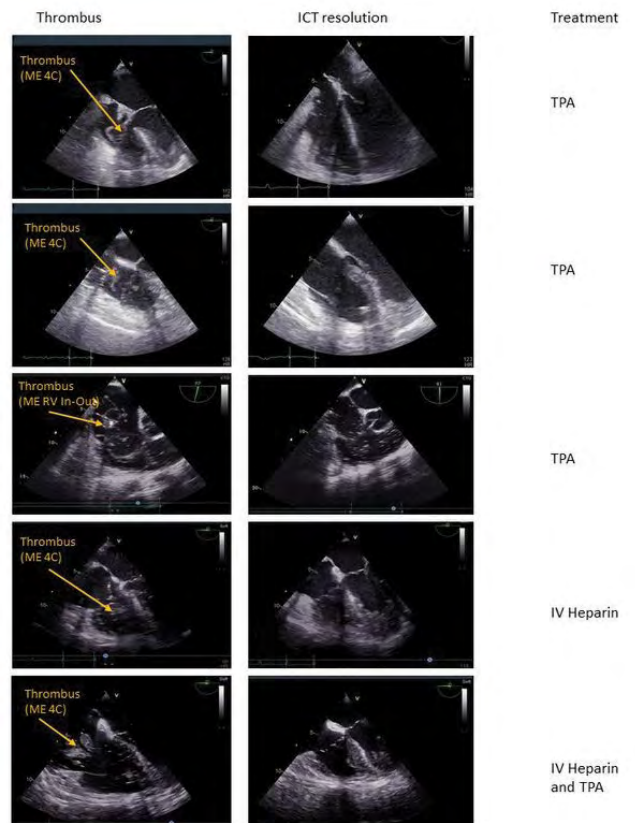 Thrombus
ICT resolution
Treatment
Thrombus
(ME 4C)
TPA
Thrombus
(ME 4C)
TPA
Thrombus
(ME RV In-Out)
TPA
Thrombus
(ME 4C)
IV Heparin
Thrombus
(ME 4C)
IV Heparin
and TPA